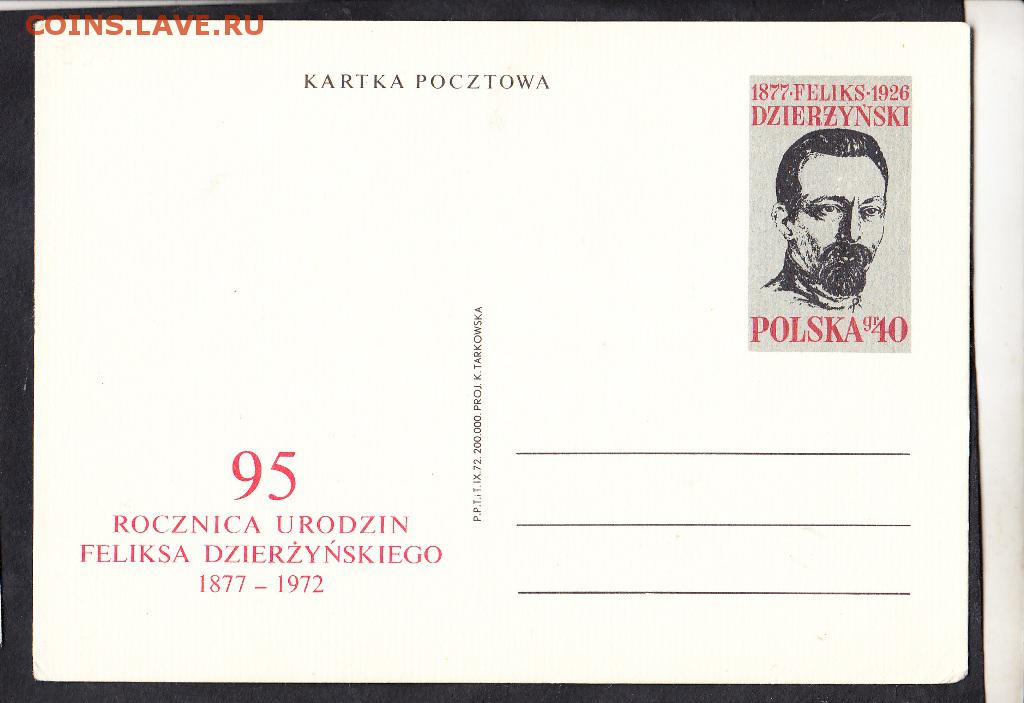 COINS.LAVE.RU
KARTKA POCZTOWA
1877·FELIKS·1926
DZIERŻYŃSKI
POLSKA gr 40
P.P.T.iT.IX.72.200.000.PROJ.K.TARKOWSKA
95
ROCZNICA URODZIN
FELIKSA DZIERŻYŃSKIEGO
1877 – 1972